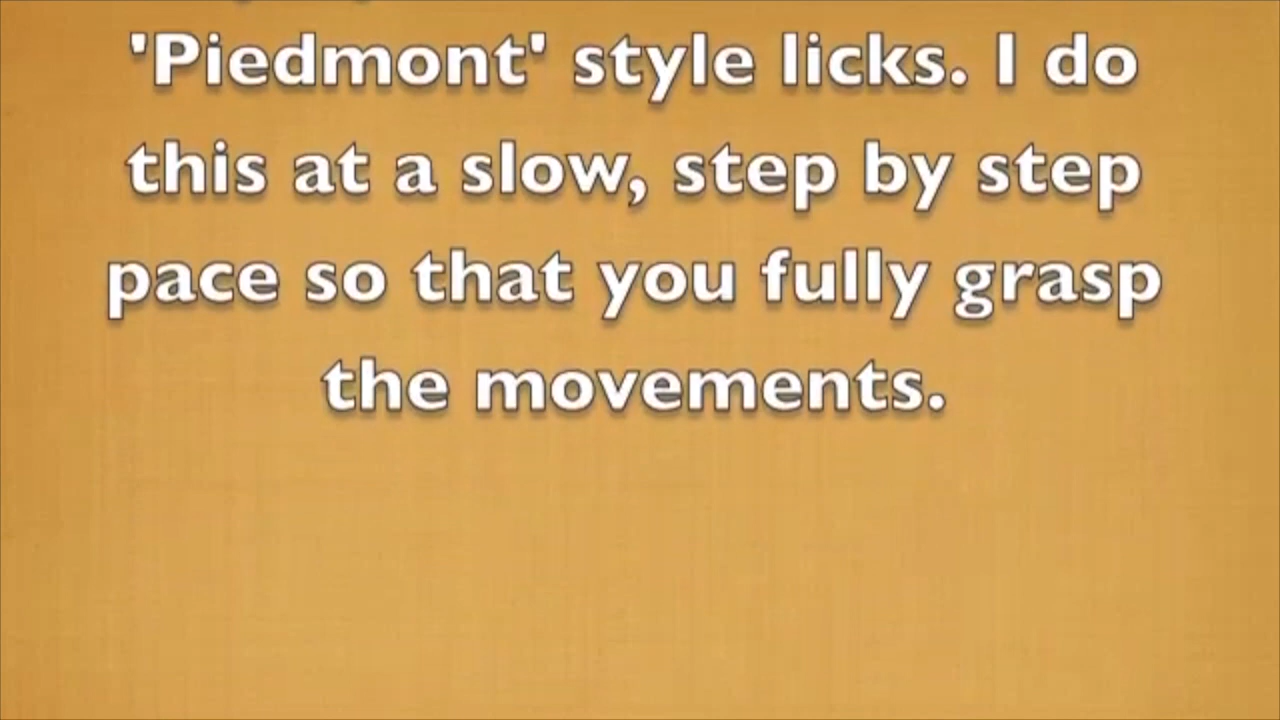 'Piedmont' style licks. I do
this at a slow, step by step
pace so that you fully grasp
the movements.